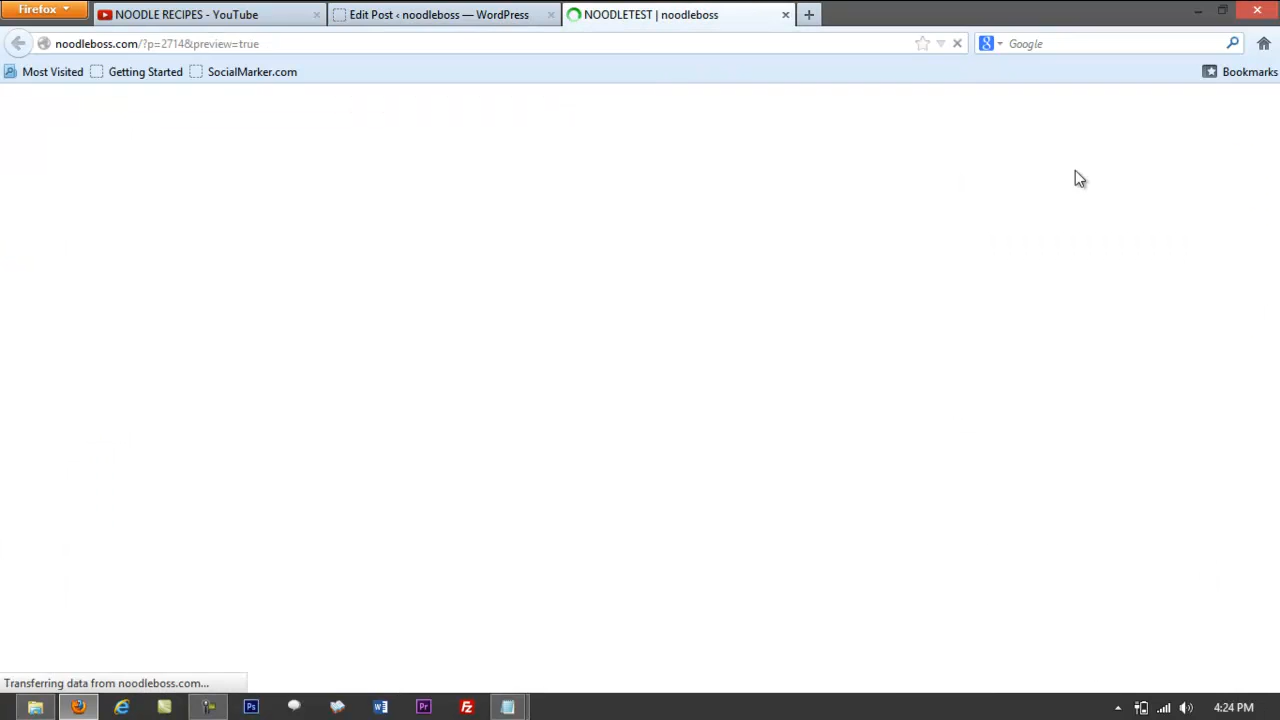 Firefox
NOODLE RECIPES - YouTube
Edit Post ‹ noodleboss — WordPress
NOODLETEST | noodleboss
noodleboss.com/?p=2714&preview=true
Google
Most Visited
Getting Started
SocialMarker.com
Bookmarks
Transferring data from noodleboss.com...
4:24 PM